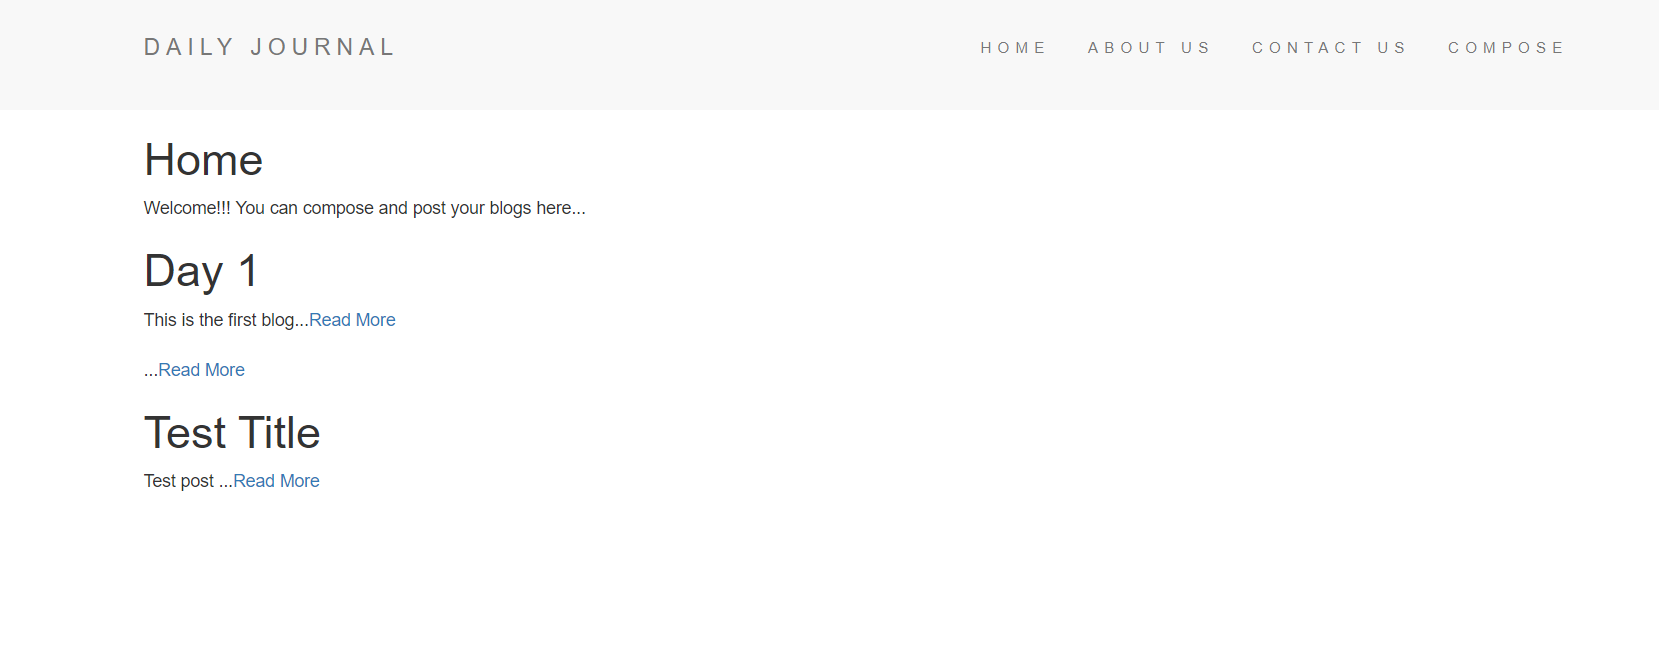 DAILY JOURNAL HOME ABOUT US CONTACT US COMPOSE
Home
Welcome!!! You can compose and post your blogs here...
Day 1
This is the first blog...Read More
...Read More
Test Title
Test post ...Read More